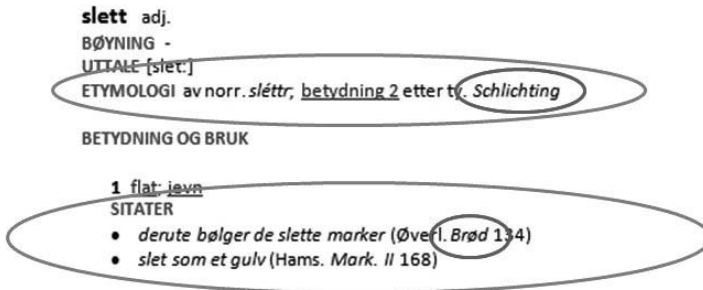 slett adj.
BØYNING -
UTTALE [slet:]
ETYMOLOGI av norr. sléttr; betydning 2 etter ty. Schlichting
BETYDNING OG BRUK
1 flat; jevn
SITATER
• derute bølger de slette marker (Øverl. Brød 134)
• slet som et gulv (Hams. Mark. II 168)